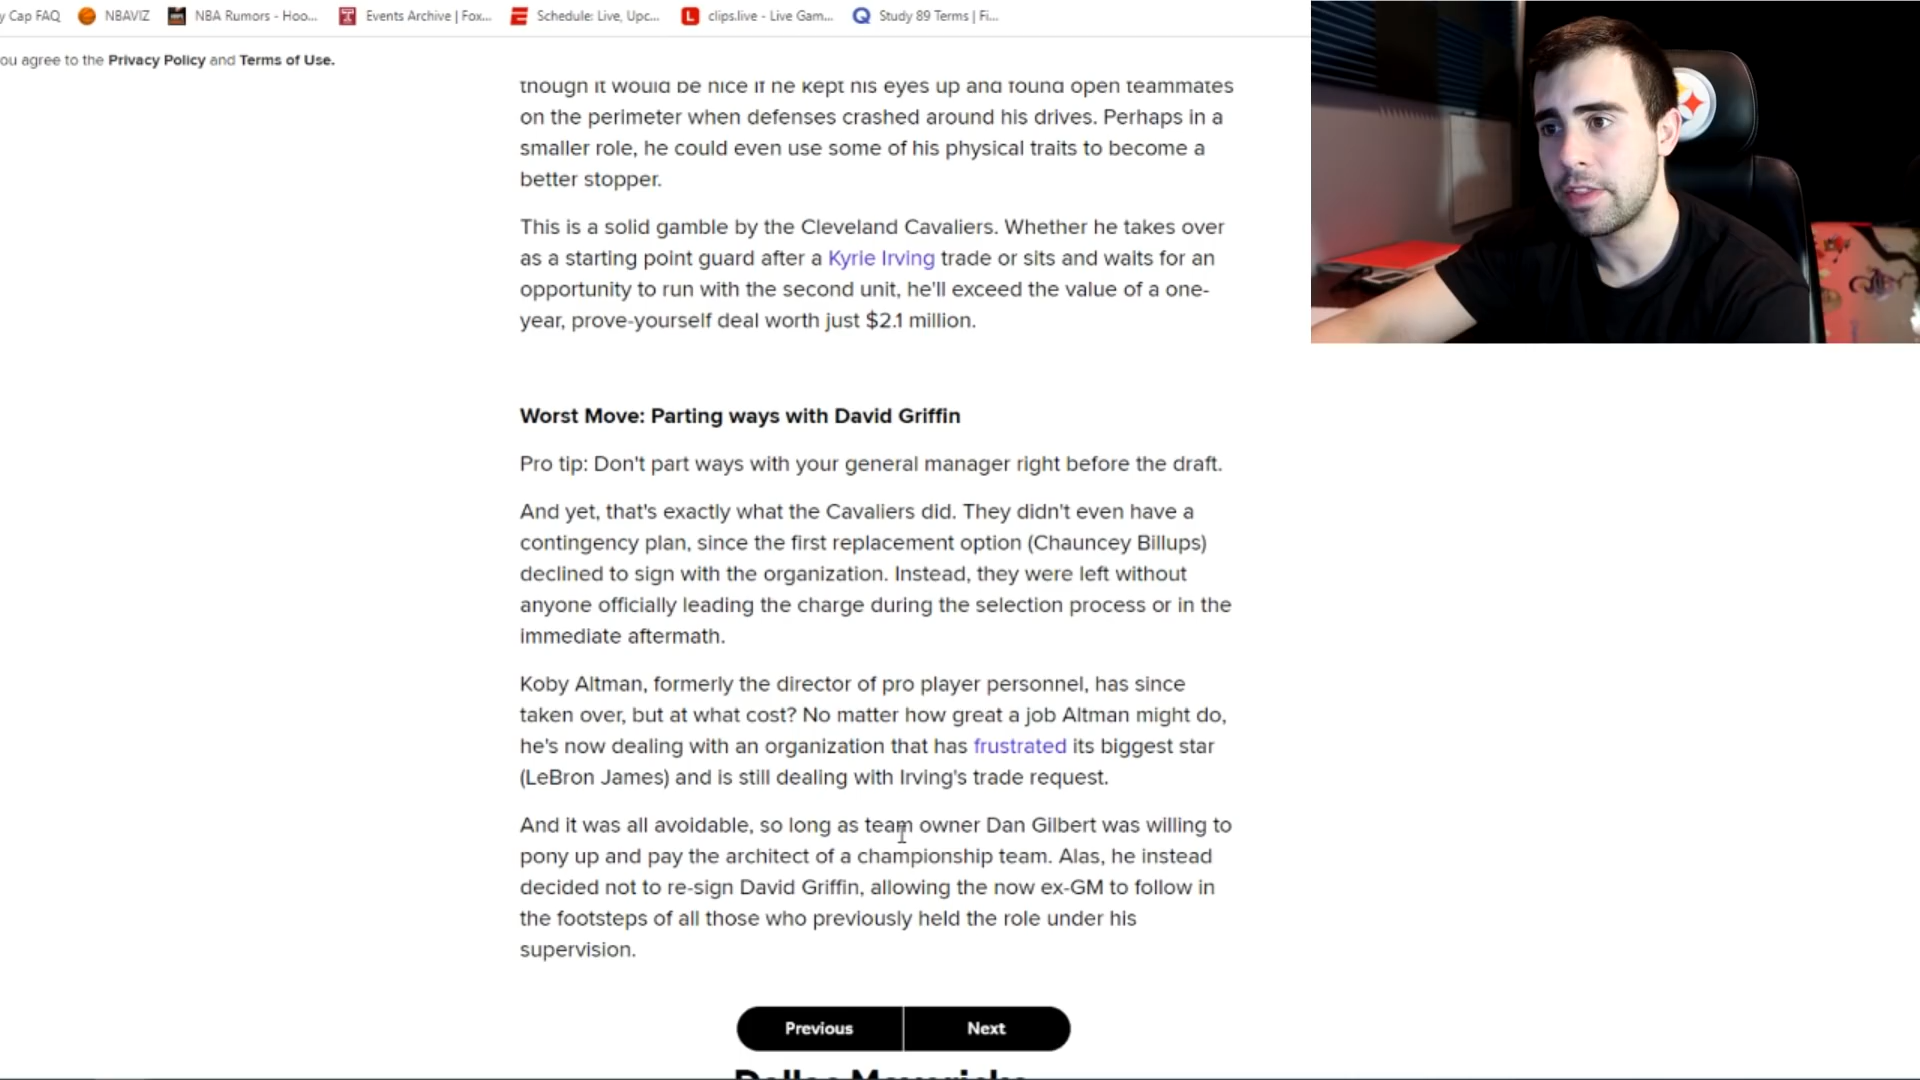 y Cap FAQ NBAVIZ NBA Rumors - Hoo... Events Archive | Fox... Schedule: Live, Upc... clips.live - Live Gam... Study 89 Terms | Fi...
ou agree to the Privacy Policy and Terms of Use.
though it would be nice if he kept his eyes up and found open teammates
on the perimeter when defenses crashed around his drives. Perhaps in a
smaller role, he could even use some of his physical traits to become a
better stopper.
This is a solid gamble by the Cleveland Cavaliers. Whether he takes over
as a starting point guard after a Kyrie Irving trade or sits and waits for an
opportunity to run with the second unit, he'll exceed the value of a one-
year, prove-yourself deal worth just $2.1 million.
Worst Move: Parting ways with David Griffin
Pro tip: Don't part ways with your general manager right before the draft.
And yet, that's exactly what the Cavaliers did. They didn't even have a
contingency plan, since the first replacement option (Chauncey Billups)
declined to sign with the organization. Instead, they were left without
anyone officially leading the charge during the selection process or in the
immediate aftermath.
Koby Altman, formerly the director of pro player personnel, has since
taken over, but at what cost? No matter how great a job Altman might do,
he's now dealing with an organization that has frustrated its biggest star
(LeBron James) and is still dealing with Irving's trade request.
And it was all avoidable, so long as team owner Dan Gilbert was willing to
pony up and pay the architect of a championship team. Alas, he instead
decided not to re-sign David Griffin, allowing the now ex-GM to follow in
the footsteps of all those who previously held the role under his
supervision.
Previous Next
Dallas Mavericks